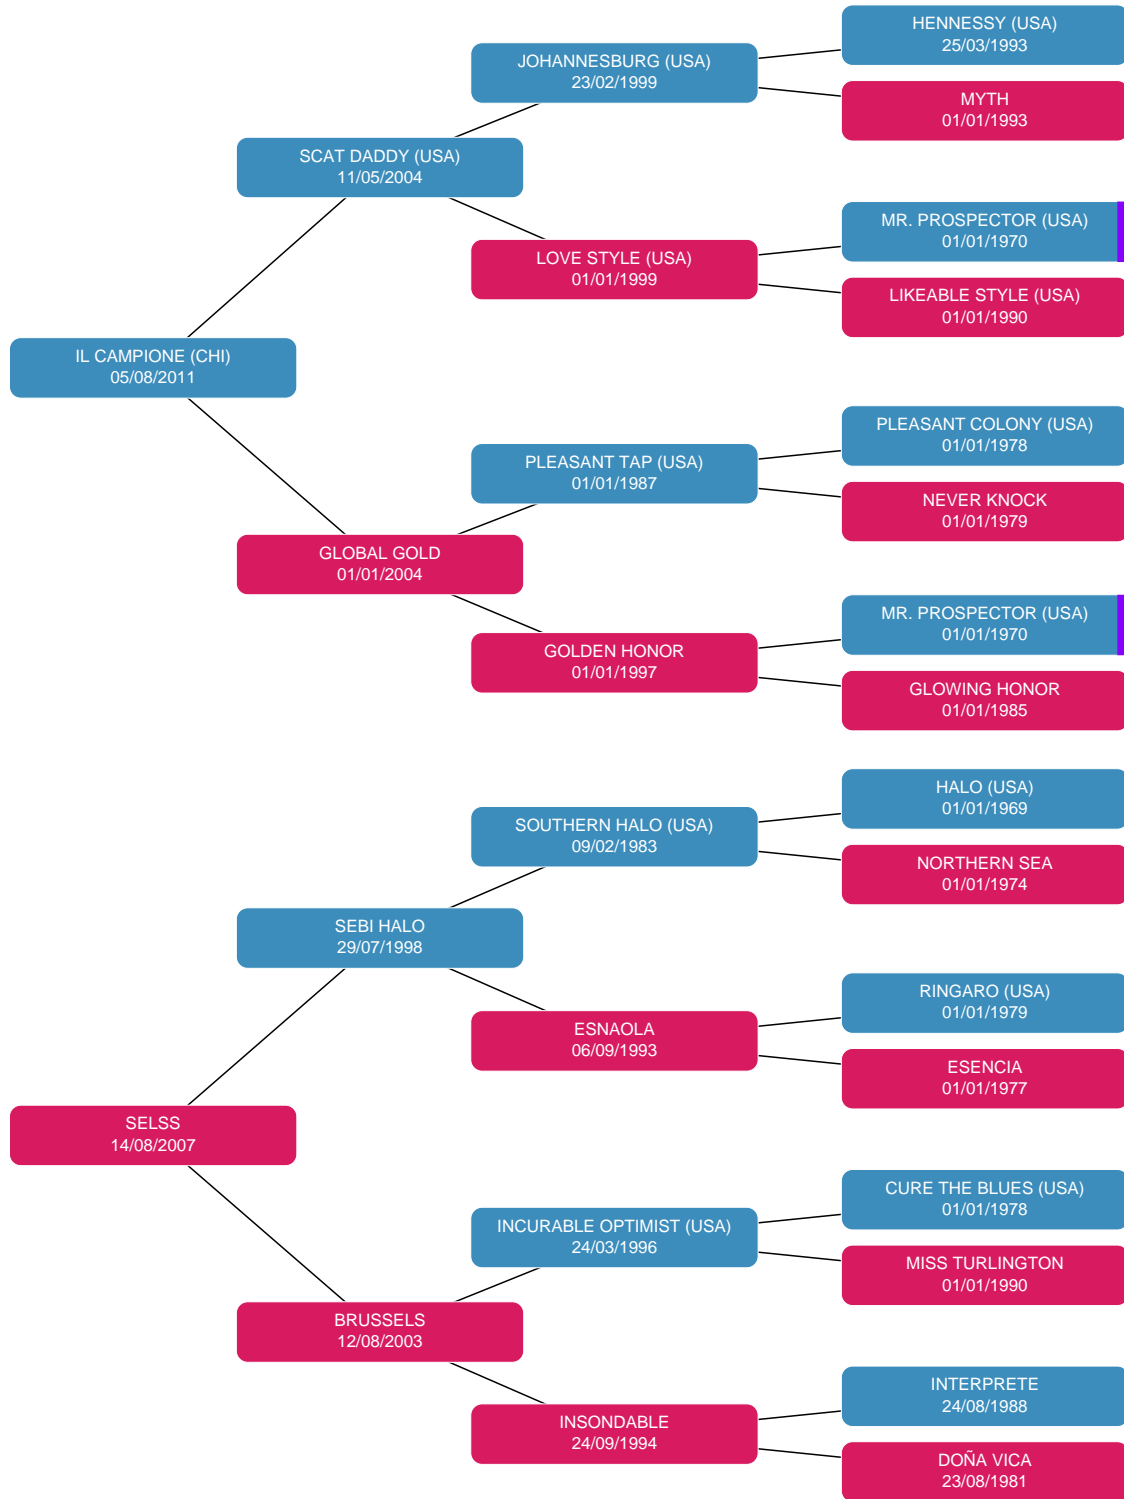 HENNESSY (USA)
25/03/1993
JOHANNESBURG (USA)
23/02/1999
MYTH
01/01/1993
SCAT DADDY (USA)
11/05/2004
MR. PROSPECTOR (USA)
01/01/1970
LOVE STYLE (USA)
01/01/1999
LIKEABLE STYLE (USA)
01/01/1990
IL CAMPIONE (CHI)
05/08/2011
PLEASANT COLONY (USA)
01/01/1978
PLEASANT TAP (USA)
01/01/1987
NEVER KNOCK
01/01/1979
GLOBAL GOLD
01/01/2004
MR. PROSPECTOR (USA)
01/01/1970
GOLDEN HONOR
01/01/1997
GLOWING HONOR
01/01/1985
HALO (USA)
01/01/1969
SOUTHERN HALO (USA)
09/02/1983
NORTHERN SEA
01/01/1974
SEBI HALO
29/07/1998
RINGARO (USA)
01/01/1979
ESNAOLA
06/09/1993
ESENCIA
01/01/1977
SELSS
14/08/2007
CURE THE BLUES (USA)
01/01/1978
INCURABLE OPTIMIST (USA)
24/03/1996
MISS TURLINGTON
01/01/1990
BRUSSELS
12/08/2003
INTERPRETE
24/08/1988
INSONDABLE
24/09/1994
DOÑA VICA
23/08/1981